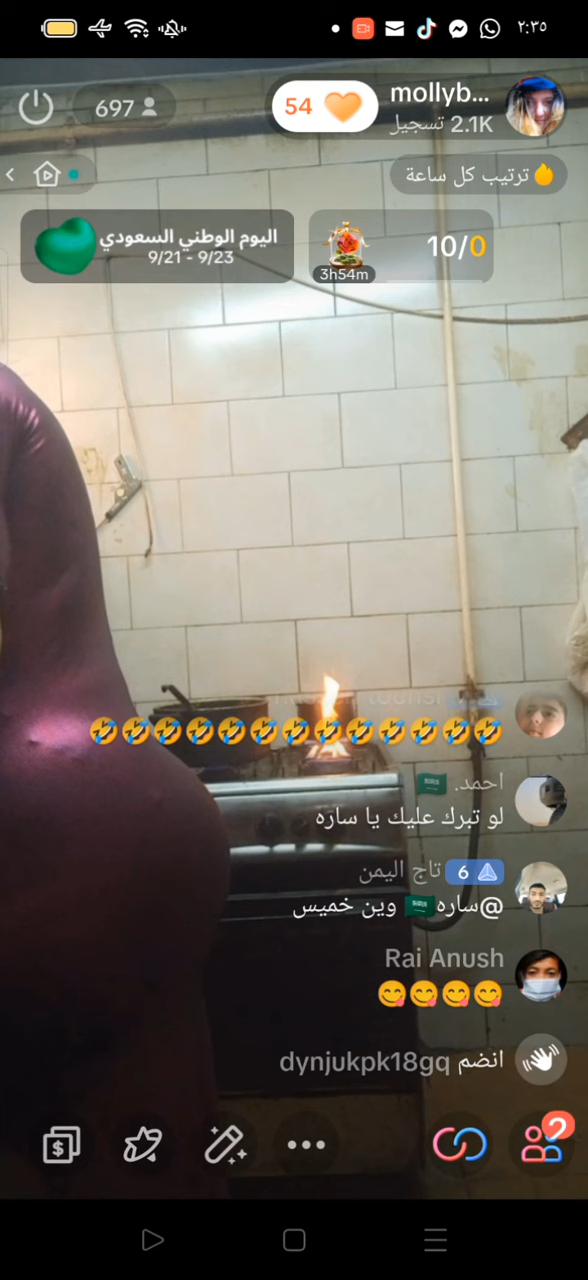 ٢:٣٥
mollyb...
2.1K تسجيل
54
697
ترتيب كل ساعة
10/0
3h54m
اليوم الوطني السعودي
9/21 - 9/23
🤣🤣🤣🤣🤣🤣🤣🤣🤣🤣🤣🤣🤣
احمد. 🇸🇦
لو تبرك عليك يا ساره
6 تاج اليمن
@ساره🇸🇦 وين خميس
Rai Anush
😋😋😋😋
dynjukpk18gq انضم
2